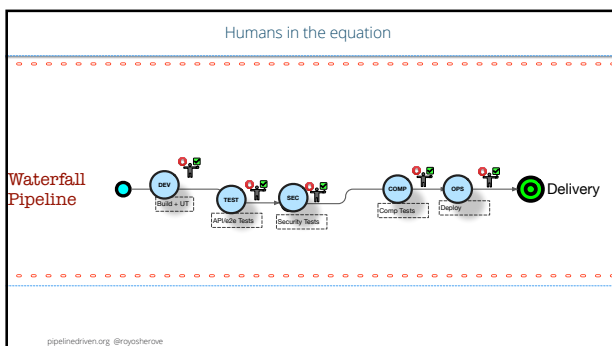 Humans in the equation
Waterfall
Pipeline
DEV
Build + UT
TEST
API/e2e Tests
SEC
Security Tests
COMP
Comp Tests
OPS
Deploy
Delivery
pipelinedriven.org @royosherove